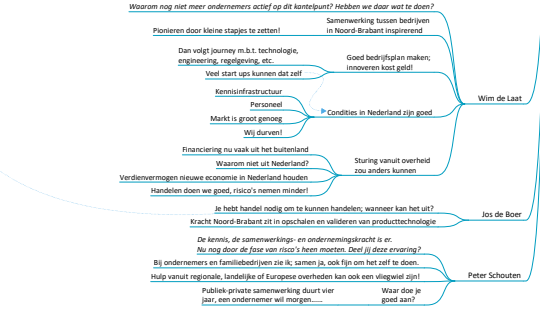 Waarom nog niet meer ondernemers actief op dit kantelpunt? Hebben we daar wat te doen?
Pionieren door kleine stapjes te zetten!
Samenwerking tussen bedrijven
in Noord-Brabant inspirerend
Dan volgt journey m.b.t. technologie,
engineering, regelgeving, etc.
Veel start ups kunnen dat zelf
Goed bedrijfsplan maken;
innoveren kost geld!
Kennisinfrastructuur
Personeel
Markt is groot genoeg
Wij durven!
Condities in Nederland zijn goed
Wim de Laat
Financiering nu vaak uit het buitenland
Waarom niet uit Nederland?
Verdienvermogen nieuwe economie in Nederland houden
Handelen doen we goed, risico's nemen minder!
Sturing vanuit overheid
zou anders kunnen
Je hebt handel nodig om te kunnen handelen; wanneer kan het uit?
Kracht Noord-Brabant zit in opschalen en valideren van producttechnologie
Jos de Boer
De kennis, de samenwerkings- en ondernemingskracht is er.
Nu nog door de fase van risico's heen moeten. Deel jij deze ervaring?
Bij ondernemers en familiebedrijven zie ik; samen ja, ook fijn om het zelf te doen.
Hulp vanuit regionale, landelijke of Europese overheden kan ook een vliegwiel zijn!
Publiek-private samenwerking duurt vier
jaar, een ondernemer wil morgen......
Waar doe je
goed aan?
Peter Schouten